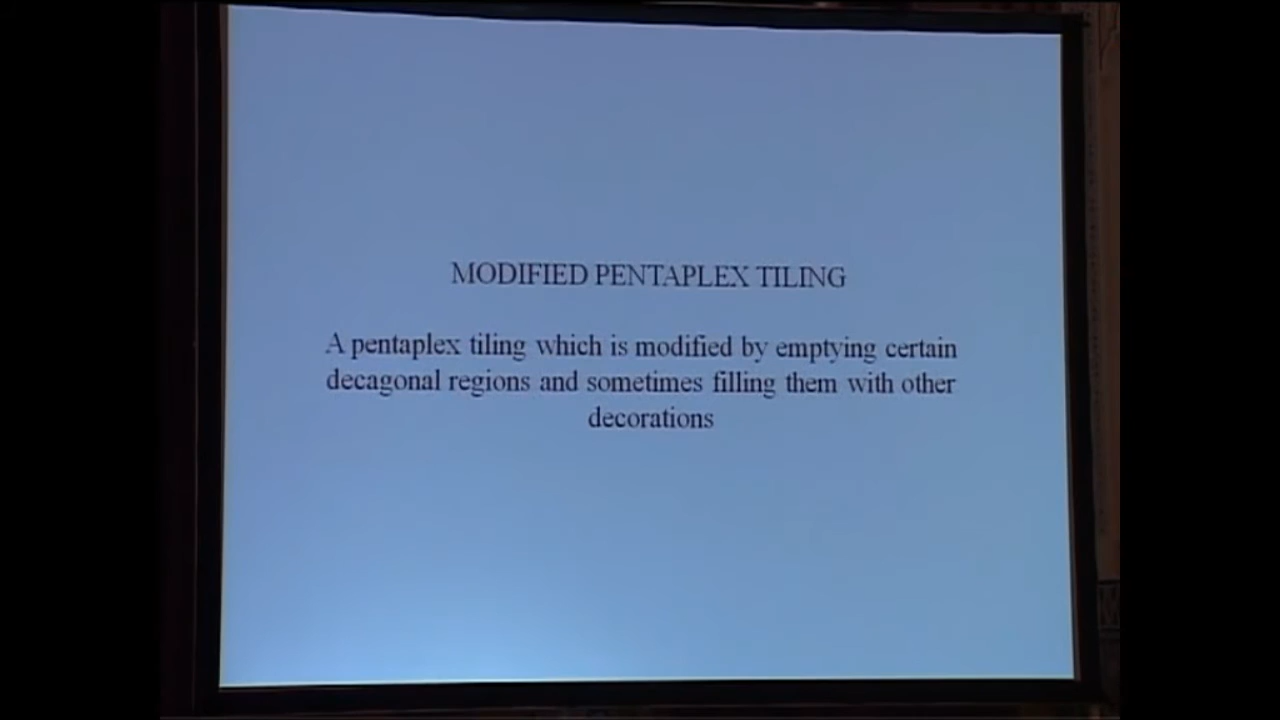 MODIFIED PENTAPLEX TILING
A pentaplex tiling which is modified by emptying certain
decagonal regions and sometimes filling them with other
decorations